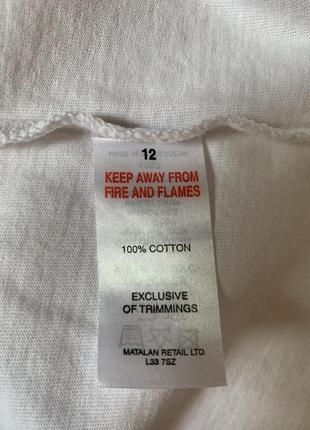 12
KEEP AWAY FROM
FIRE AND FLAMES
100% COTTON
EXCLUSIVE
OF TRIMMINGS
MATALAN RETAIL LTD.
L33 7SZ